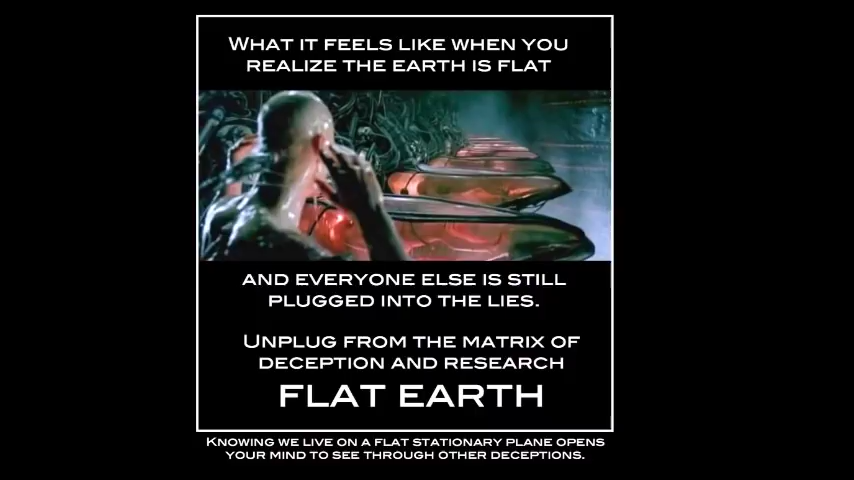 What it feels like when you
realize the earth is flat
and everyone else is still
plugged into the lies.
Unplug from the matrix of
deception and research
FLAT EARTH
Knowing we live on a flat stationary plane opens
your mind to see through other deceptions.